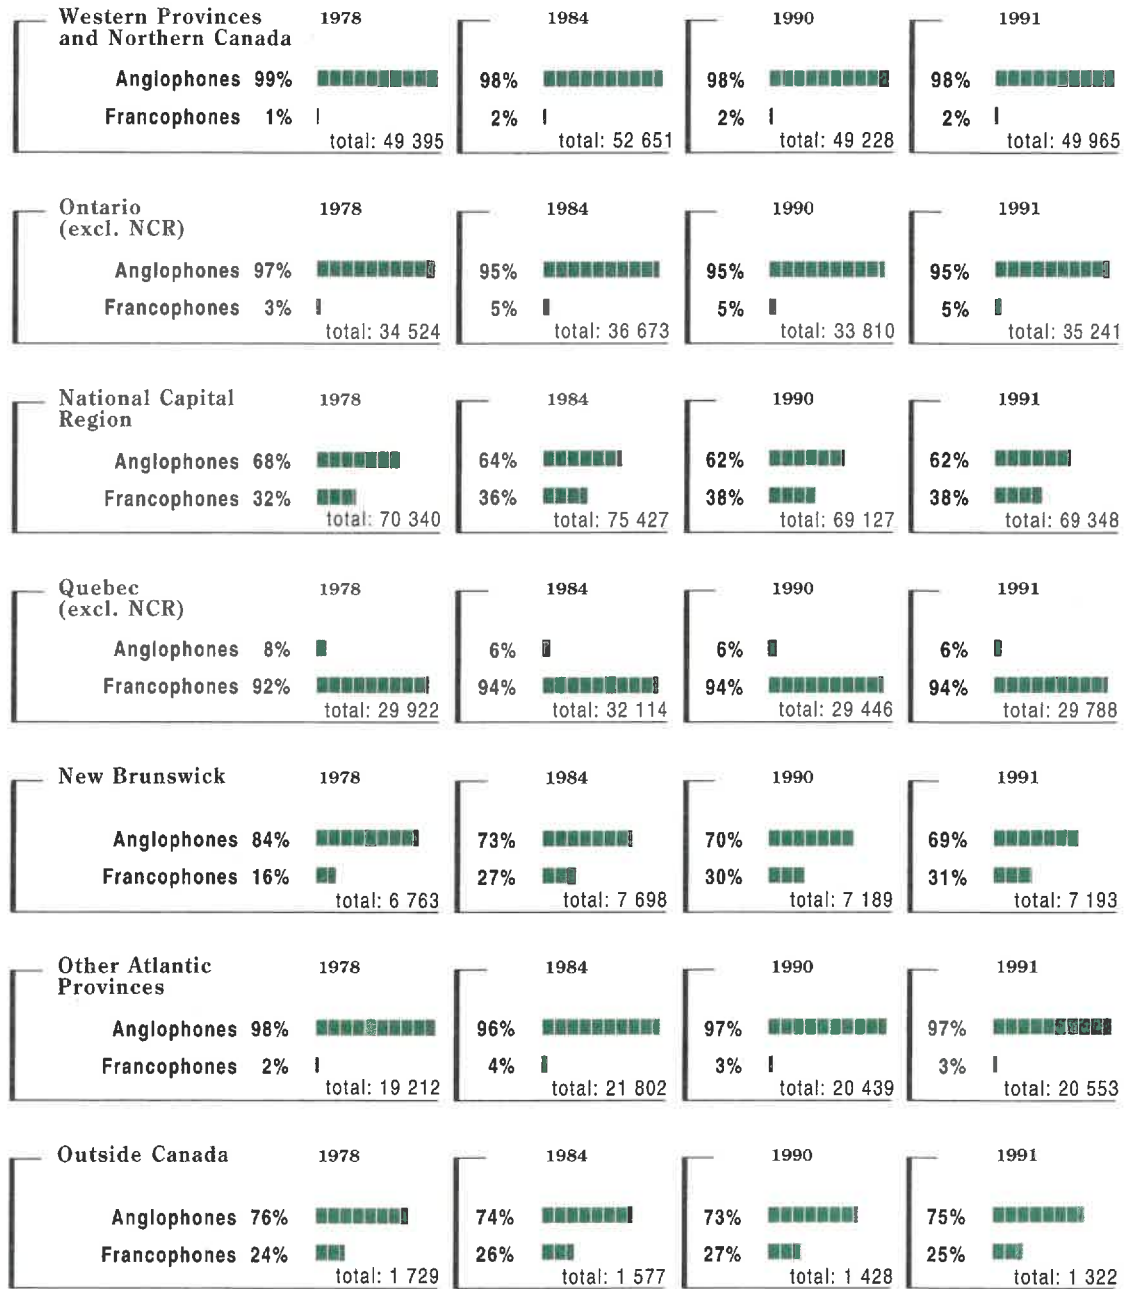 Western Provinces 1978 1984 1990 1991
and Northern Canada
Anglophones 99% 98% 98% 98%
Francophones 1% 2% 2% 2%
total: 49 395 total: 52 651 total: 49 228 total: 49 965
Ontario 1978 1984 1990 1991
(excl. NCR)
Anglophones 97% 95% 95% 95%
Francophones 3% 5% 5% 5%
total: 34 524 total: 36 673 total: 33 810 total: 35 241
National Capital 1978 1984 1990 1991
Region
Anglophones 68% 64% 62% 62%
Francophones 32% 36% 38% 38%
total: 70 340 total: 75 427 total: 69 127 total: 69 348
Quebec 1978 1984 1990 1991
(excl. NCR)
Anglophones 8% 6% 6% 6%
Francophones 92% 94% 94% 94%
total: 29 922 total: 32 114 total: 29 446 total: 29 788
New Brunswick 1978 1984 1990 1991
Anglophones 84% 73% 70% 69%
Francophones 16% 27% 30% 31%
total: 6 763 total: 7 698 total: 7 189 total: 7 193
Other Atlantic 1978 1984 1990 1991
Provinces
Anglophones 98% 96% 97% 97%
Francophones 2% 4% 3% 3%
total: 19 212 total: 21 802 total: 20 439 total: 20 553
Outside Canada 1978 1984 1990 1991
Anglophones 76% 74% 73% 75%
Francophones 24% 26% 27% 25%
total: 1 729 total: 1 577 total: 1 428 total: 1 322